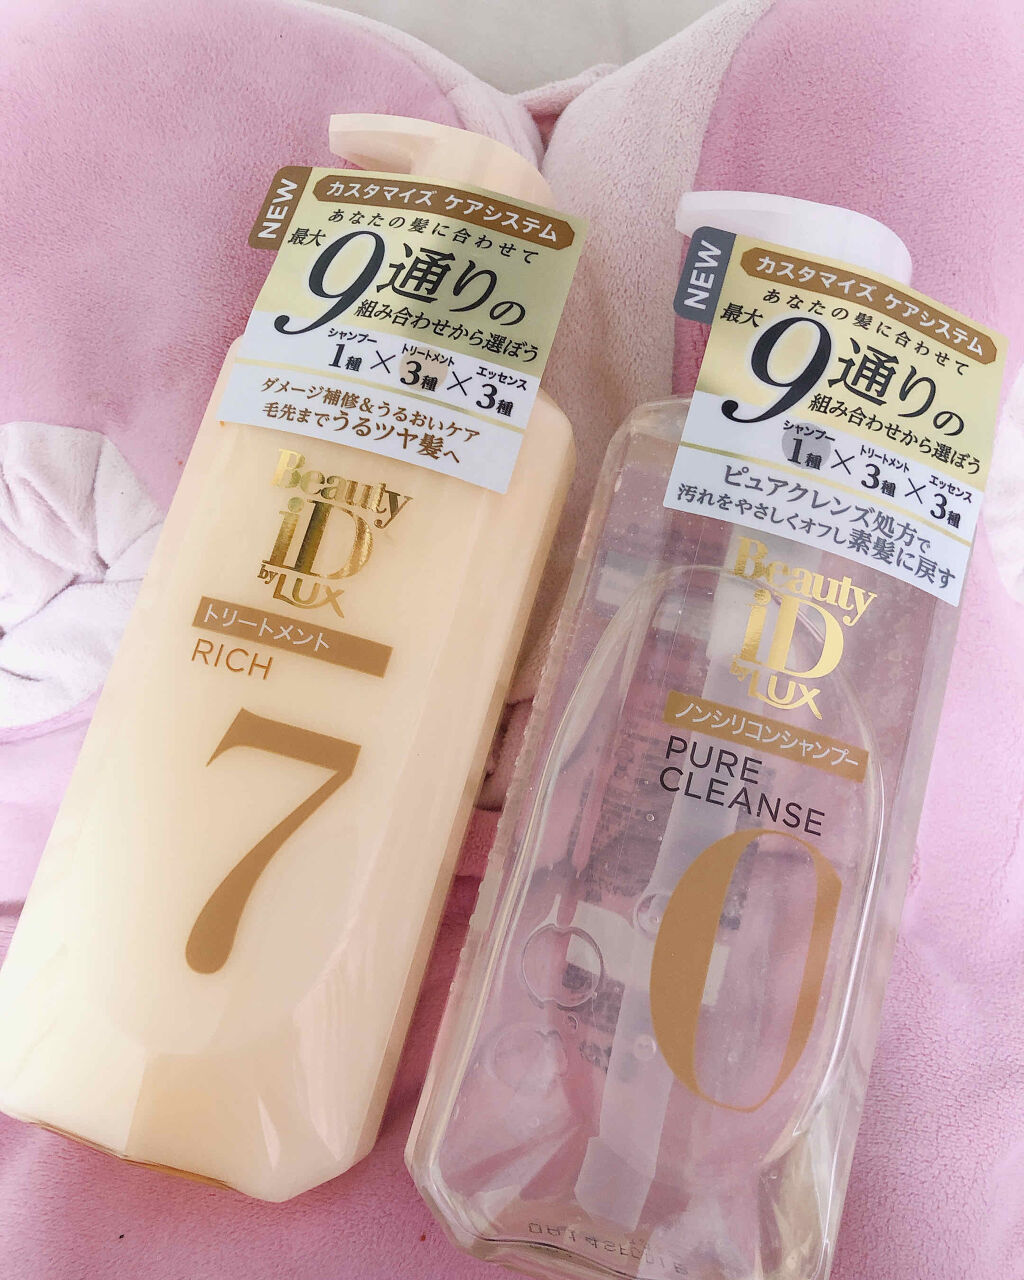 NEW
カスタマイズ ケアシステム
あなたの髪に合わせて
最大
9通りの
組み合わせから選ぼう
シャンプー トリートメント エッセンス
1種×3種×3種
ダメージ補修&うるおいケア
毛先までうるツヤ髪へ
Beauty
iD
by LUX
トリートメント
RICH
7
NEW
カスタマイズ ケアシステム
あなたの髪に合わせて
最大
9通りの
組み合わせから選ぼう
シャンプー トリートメント エッセンス
1種×3種×3種
ピュアクレンズ処方で
汚れをやさしくオフし素髪に戻す
Beauty
iD
by LUX
ノンシリコンシャンプー
PURE
CLEANSE
0